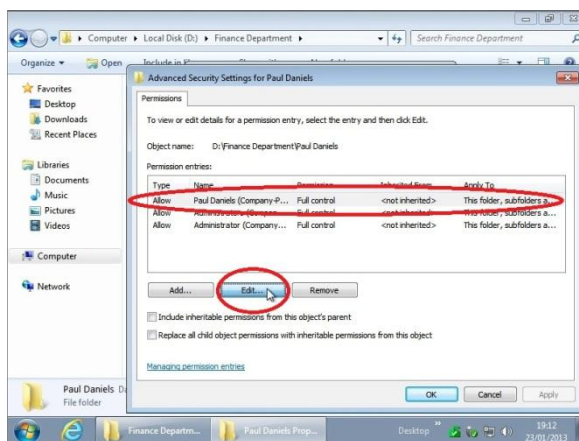 Computer ▸ Local Disk (D:) ▸ Finance Department ▸
Search Finance Department
Organize Open Include in
Favorites
Desktop
Downloads
Recent Places
Libraries
Documents
Music
Pictures
Videos
Computer
Network
Advanced Security Settings for Paul Daniels
Permissions
To view or edit details for a permission entry, select the entry and then click Edit.
Object name: D:\Finance Department\Paul Daniels
Permission entries:
Type Name Permission Inherited From Apply To
Allow Paul Daniels (Company-P... Full control <not inherited> This folder, subfolders a...
Allow Administrators (Compan... Full control <not inherited> This folder, subfolders a...
Allow Administrator (Company... Full control <not inherited> This folder, subfolders a...
Add... Edit... Remove
Include inheritable permissions from this object's parent
Replace all child object permissions with inheritable permissions from this object
Managing permission entries
OK Cancel Apply
Paul Daniels Da
File folder
Finance Departm... Paul Daniels Prop... Desktop 19:12
23/01/2013